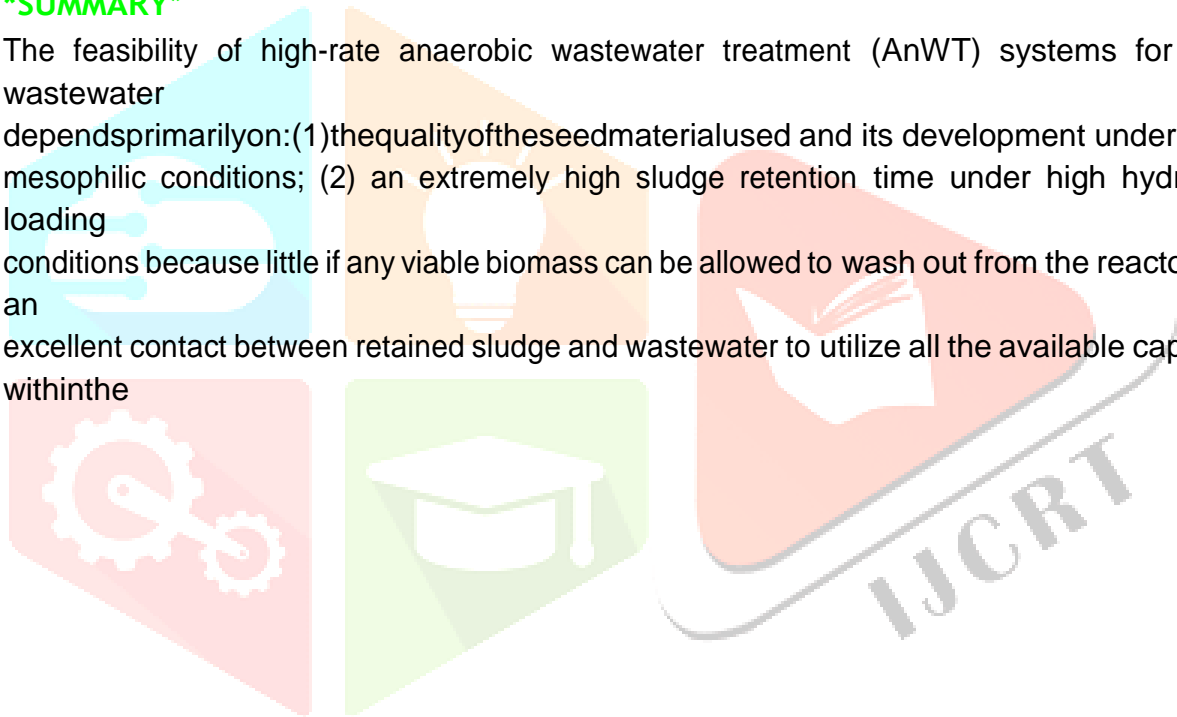 "SUMMARY"
The feasibility of high-rate anaerobic wastewater treatment (AnWT) systems for
wastewater
dependsprimarilyon:(1)thequalityoftheseedmaterialused and its development under
mesophilic conditions; (2) an extremely high sludge retention time under high
loading
conditions because little if any viable biomass can be allowed to wash out from the
an
excellent contact between retained sludge and wastewater to utilize all the available
withinthe
IJCRT